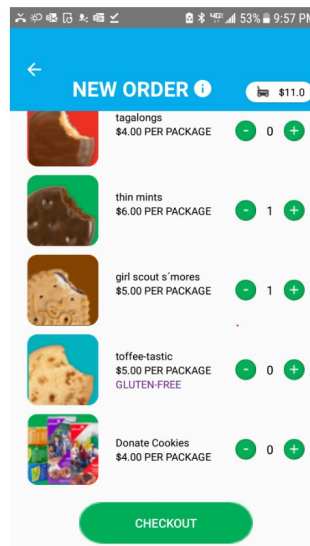 53% 9:57 PM
NEW ORDER
$11.0
tagalongs
$4.00 PER PACKAGE
- 0 +
thin mints
$6.00 PER PACKAGE
- 1 +
girl scout s´mores
$5.00 PER PACKAGE
- 1 +
toffee-tastic
$5.00 PER PACKAGE
GLUTEN-FREE
- 0 +
Donate Cookies
$4.00 PER PACKAGE
- 0 +
CHECKOUT